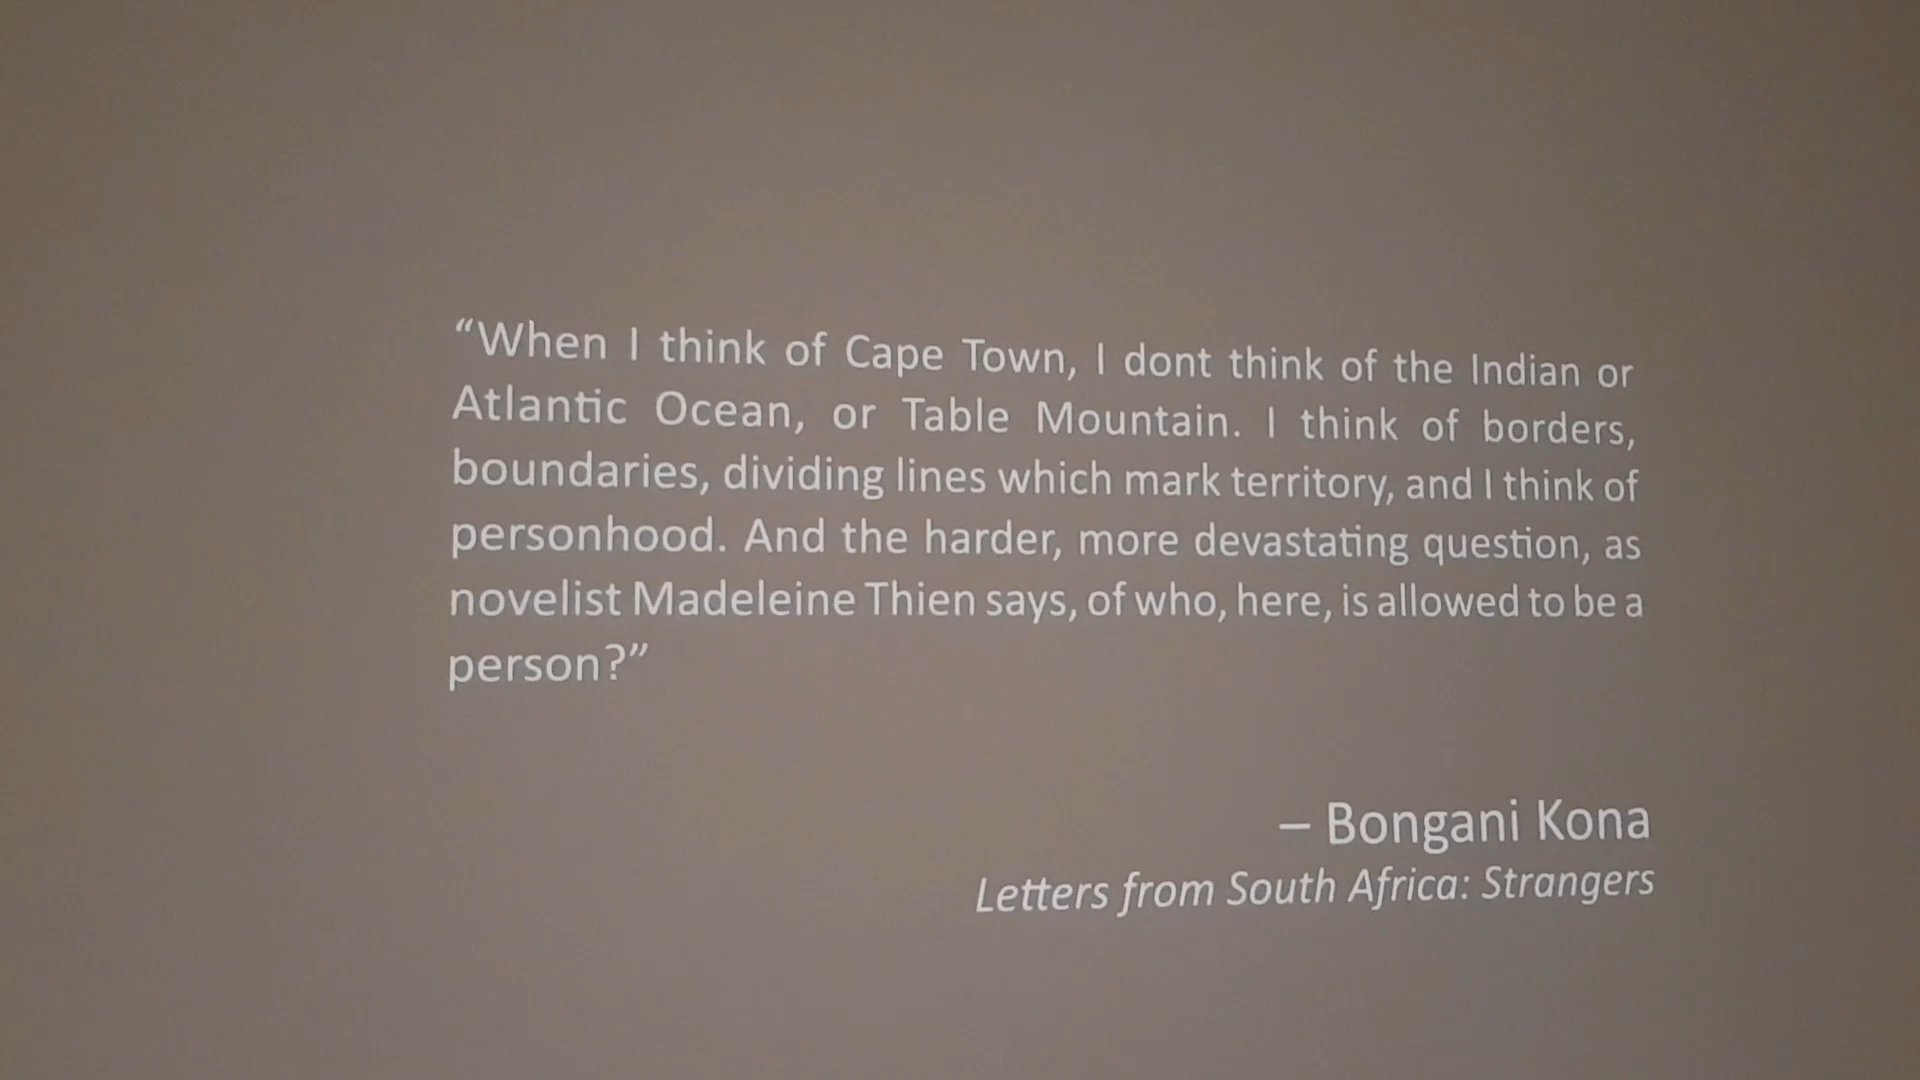 “When I think of Cape Town, I dont think of the Indian or
Atlantic Ocean, or Table Mountain. I think of borders,
boundaries, dividing lines which mark territory, and I think of
personhood. And the harder, more devastating question, as
novelist Madeleine Thien says, of who, here, is allowed to be a
person?”
– Bongani Kona
Letters from South Africa: Strangers